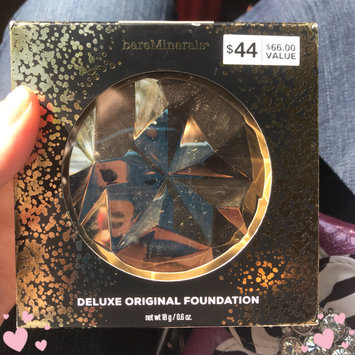 bareMinerals®
$44
$66.00
VALUE
DELUXE ORIGINAL FOUNDATION
net wt 18 g / 0.6 oz.